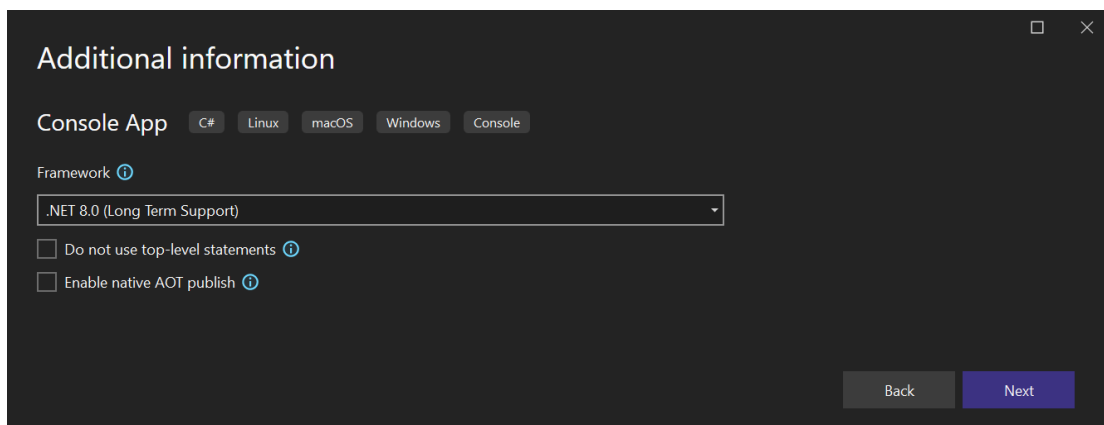 Additional information
Console App C# Linux macOS Windows Console
Framework
.NET 8.0 (Long Term Support)
Do not use top-level statements
Enable native AOT publish
Back Next